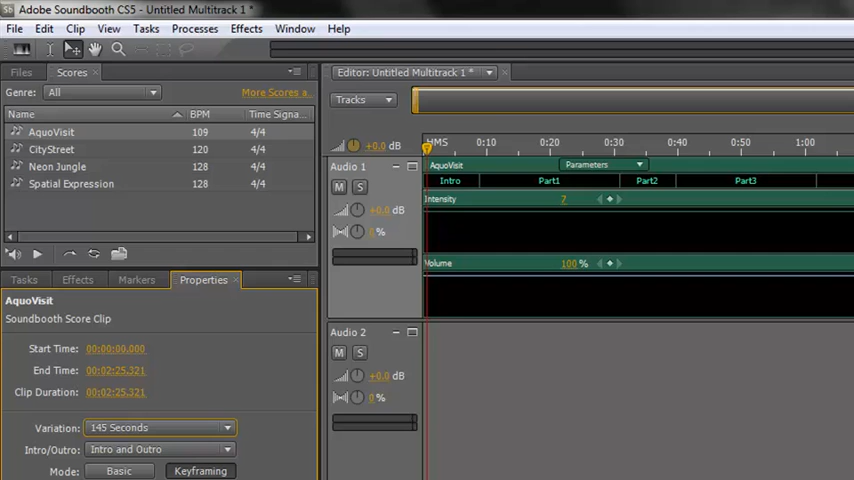 Sb Adobe Soundbooth CS5 - Untitled Multitrack 1 *
File Edit Clip View Tasks Processes Effects Window Help
Files Scores ×
Genre: All More Scores a...
Name BPM Time Signa
AquoVisit 109 4/4
CityStreet 120 4/4
Neon Jungle 128 4/4
Spatial Expression 128 4/4
Tasks Effects Markers Properties ×
AquoVisit
Soundbooth Score Clip
Start Time: 00:00:00.000
End Time: 00:02:25.321
Clip Duration: 00:02:25.321
Variation: 145 Seconds
Intro/Outro: Intro and Outro
Mode: Basic Keyframing
Editor: Untitled Multitrack 1 * ×
Tracks
+0.0 dB HMS 0:10 0:20 0:30 0:40 0:50 1:00
Audio 1 AquoVisit Parameters
M S Intro Part1 Part2 Part3
Intensity 7
+0.0 dB
0 %
Volume 100 %
Audio 2
M S
+0.0 dB
0 %